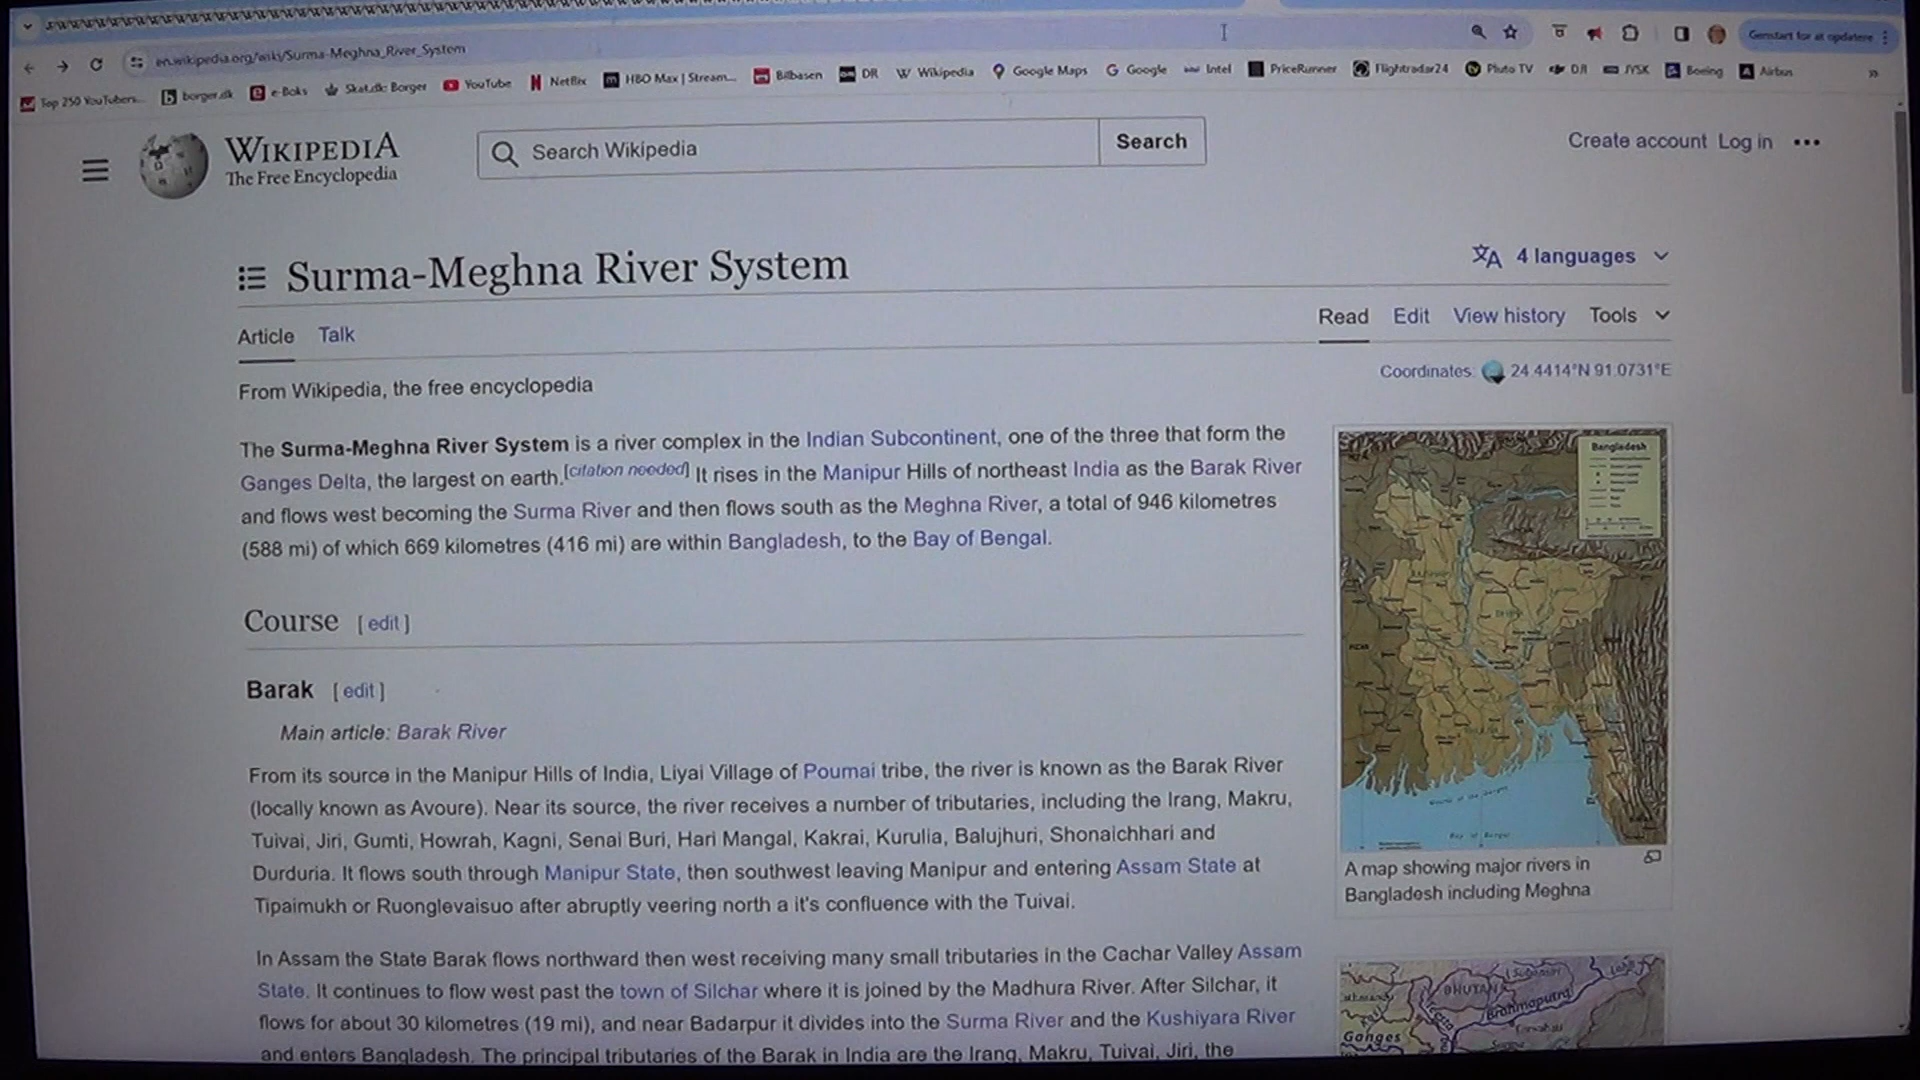 en.wikipedia.org/wiki/Surma-Meghna_River_System
Genstart for at opdatere
Top 250 YouTubers... borger.dk e-Boks Skat.dk: Borger YouTube Netflix HBO Max | Stream... Bilbasen DR Wikipedia Google Maps Google Intel PriceRunner Flightradar24 Pluto TV DJI JYSK Boeing Airbus
WIKIPEDIA
The Free Encyclopedia
Search Wikipedia
Search
Create account Log in
Surma-Meghna River System
4 languages
Article Talk
Read Edit View history Tools
From Wikipedia, the free encyclopedia
Coordinates: 24.4414°N 91.0731°E
The Surma-Meghna River System is a river complex in the Indian Subcontinent, one of the three that form the
Ganges Delta, the largest on earth.[citation needed] It rises in the Manipur Hills of northeast India as the Barak River
and flows west becoming the Surma River and then flows south as the Meghna River, a total of 946 kilometres
(588 mi) of which 669 kilometres (416 mi) are within Bangladesh, to the Bay of Bengal.
Bangladesh
Bay of Bengal
A map showing major rivers in
Bangladesh including Meghna
Course [ edit ]
Barak [ edit ]
Main article: Barak River
From its source in the Manipur Hills of India, Liyai Village of Poumai tribe, the river is known as the Barak River
(locally known as Avoure). Near its source, the river receives a number of tributaries, including the Irang, Makru,
Tuivai, Jiri, Gumti, Howrah, Kagni, Senai Buri, Hari Mangal, Kakrai, Kurulia, Balujhuri, Shonaichhari and
Durduria. It flows south through Manipur State, then southwest leaving Manipur and entering Assam State at
Tipaimukh or Ruonglevaisuo after abruptly veering north a it's confluence with the Tuivai.
In Assam the State Barak flows northward then west receiving many small tributaries in the Cachar Valley Assam
State. It continues to flow west past the town of Silchar where it is joined by the Madhura River. After Silchar, it
flows for about 30 kilometres (19 mi), and near Badarpur it divides into the Surma River and the Kushiyara River
and enters Bangladesh. The principal tributaries of the Barak in India are the Irang, Makru, Tuivai, Jiri, the
BHUTAN
Brahmaputra
Ganges